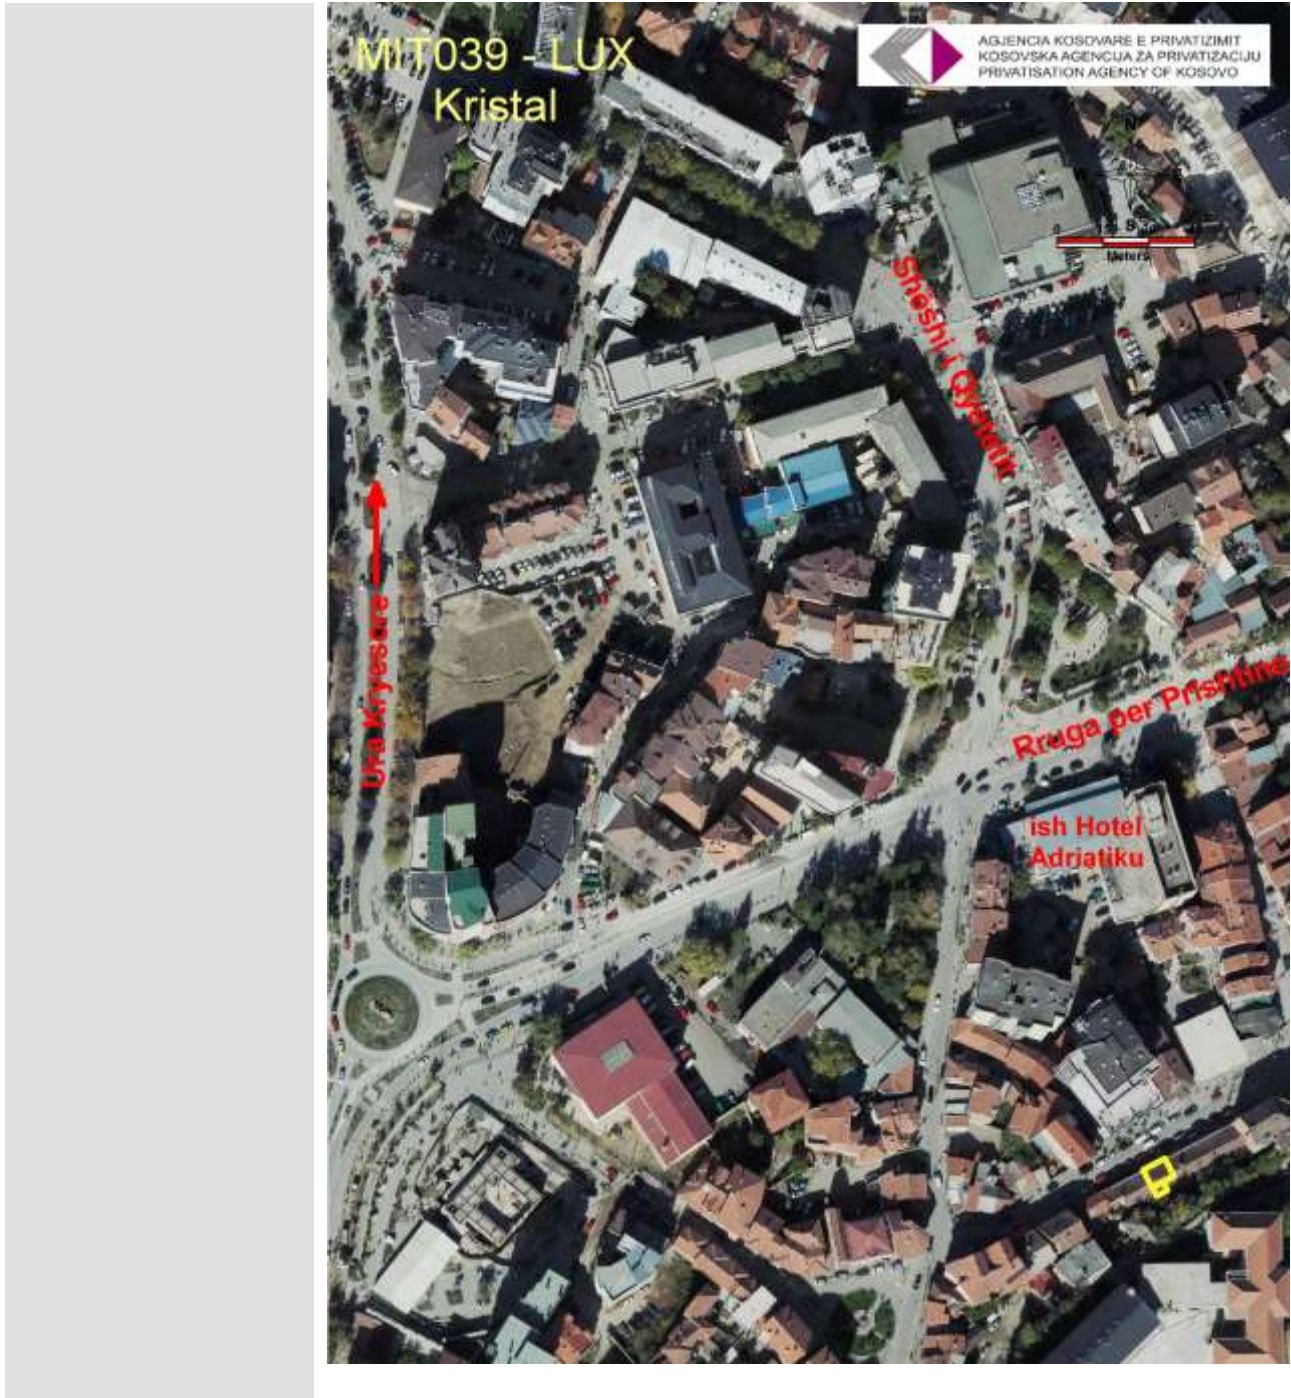 MIT039 - LUX
Kristal
AGJENCIA KOSOVARE E PRIVATIZIMIT
KOSOVSKA AGENCIJA ZA PRIVATIZACIJU
PRIVATISATION AGENCY OF KOSOVO
N
S
0
Meters
Sheshi i Qytetit
Ura Kryesore
Rruga per Prishtine
ish Hotel
Adriatiku